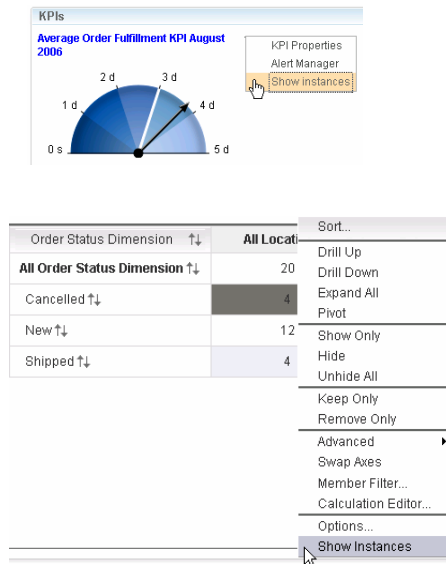 KPIs
Average Order Fulfillment KPI August
2006
KPI Properties
Alert Manager
Show instances
2 d
3 d
1 d
4 d
0 s
5 d
Order Status Dimension
All Locati
All Order Status Dimension
20
Cancelled
4
New
12
Shipped
4
Sort...
Drill Up
Drill Down
Expand All
Pivot
Show Only
Hide
Unhide All
Keep Only
Remove Only
Advanced
Swap Axes
Member Filter...
Calculation Editor...
Options...
Show Instances